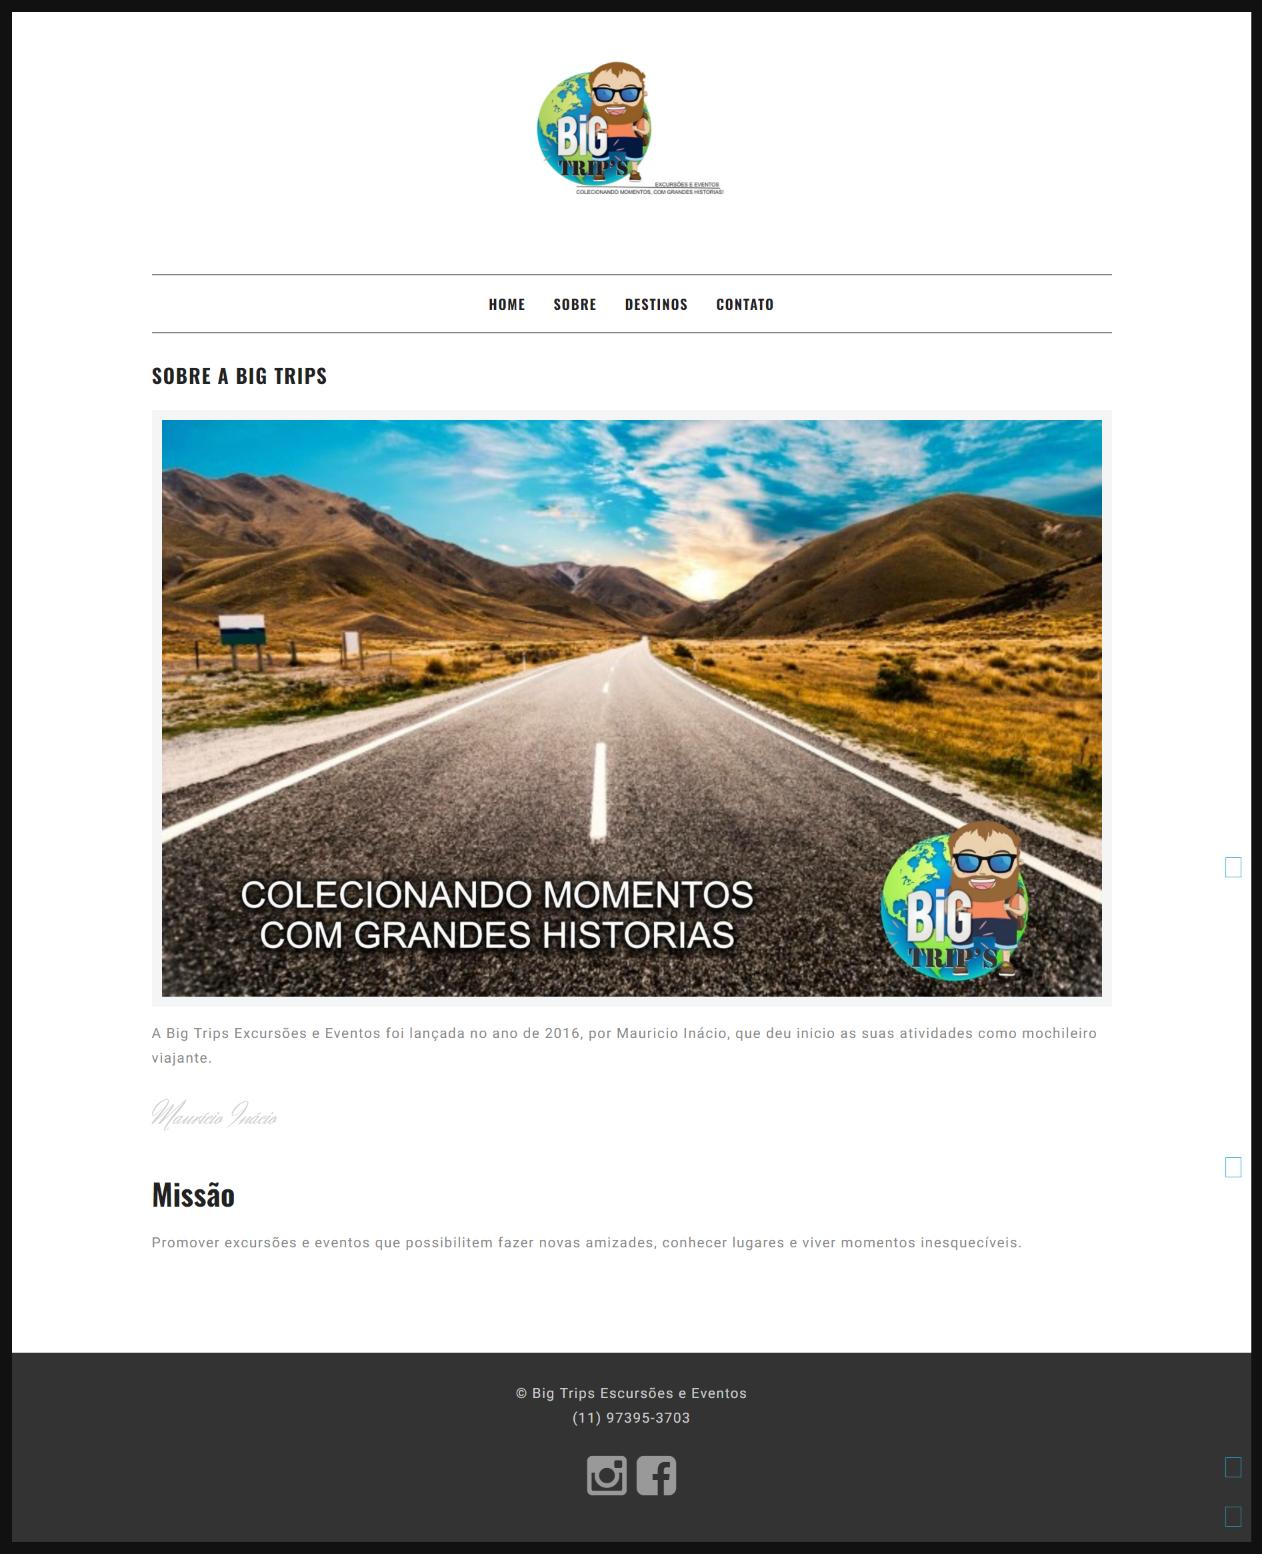 BiG
TRIP'S
EXCURSÕES E EVENTOS
COLECIONANDO MOMENTOS, COM GRANDES HISTORIAS!
HOME SOBRE DESTINOS CONTATO
SOBRE A BIG TRIPS
COLECIONANDO MOMENTOS
COM GRANDES HISTORIAS
BiG
TRIP'S
A Big Trips Excursões e Eventos foi lançada no ano de 2016, por Mauricio Inácio, que deu inicio as suas atividades como mochileiro
viajante.
Maurício Inácio
Missão
Promover excursões e eventos que possibilitem fazer novas amizades, conhecer lugares e viver momentos inesquecíveis.
© Big Trips Escursões e Eventos
(11) 97395-3703